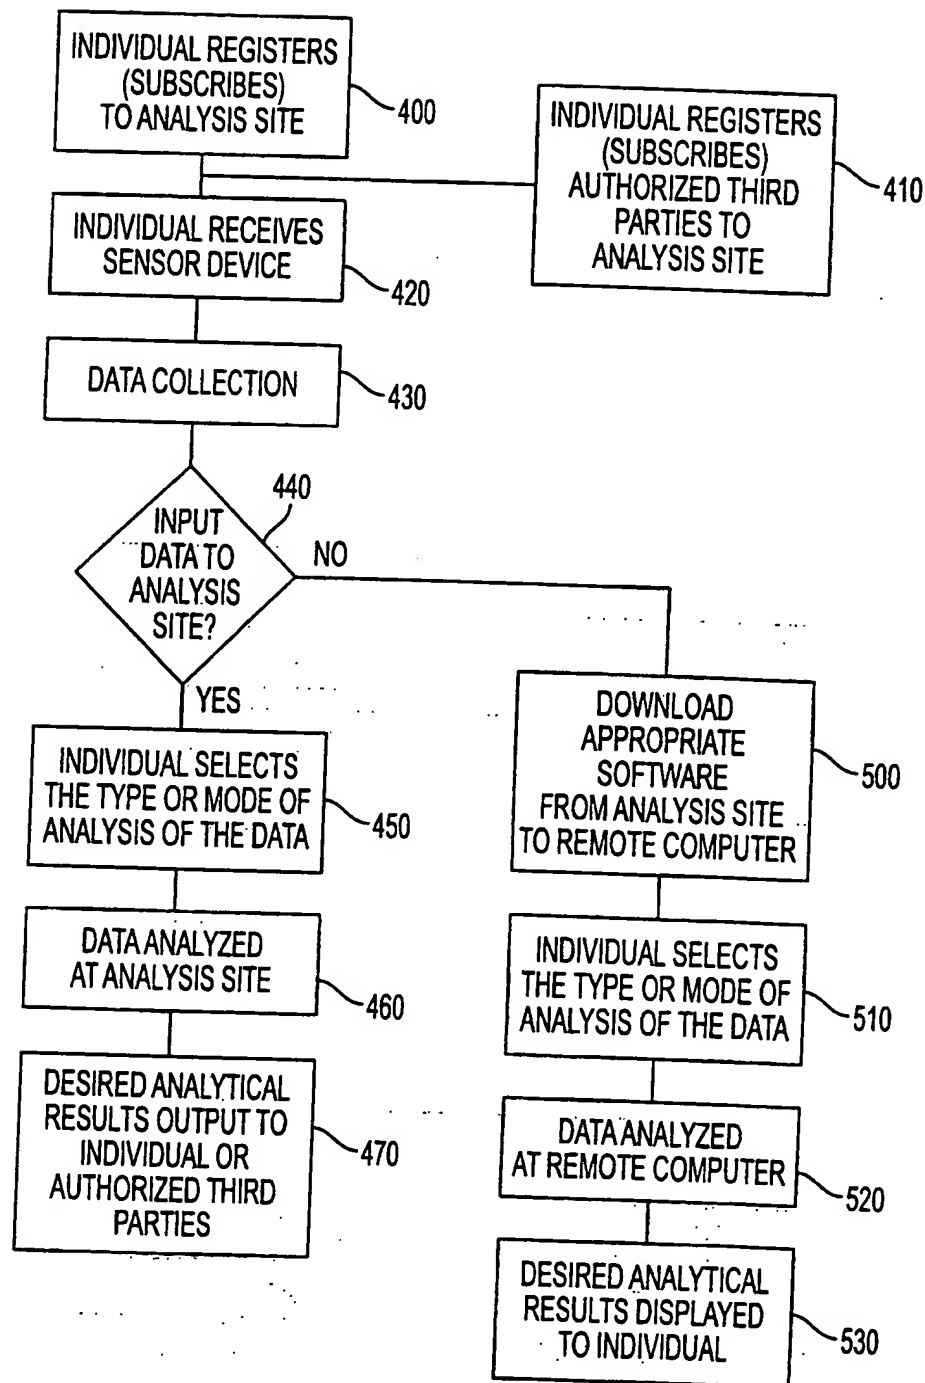 INDIVIDUAL REGISTERS
(SUBSCRIBES)
TO ANALYSIS SITE
400
INDIVIDUAL REGISTERS
(SUBSCRIBES)
AUTHORIZED THIRD
PARTIES TO
ANALYSIS SITE
410
INDIVIDUAL RECEIVES
SENSOR DEVICE
420
DATA COLLECTION
430
440
INPUT
DATA TO
ANALYSIS
SITE?
NO
YES
INDIVIDUAL SELECTS
THE TYPE OR MODE OF
ANALYSIS OF THE DATA
450
DATA ANALYZED
AT ANALYSIS SITE
460
DESIRED ANALYTICAL
RESULTS OUTPUT TO
INDIVIDUAL OR
AUTHORIZED THIRD
PARTIES
470
DOWNLOAD
APPROPRIATE
SOFTWARE
FROM ANALYSIS SITE
TO REMOTE COMPUTER
500
INDIVIDUAL SELECTS
THE TYPE OR MODE OF
ANALYSIS OF THE DATA
510
DATA ANALYZED
AT REMOTE COMPUTER
520
DESIRED ANALYTICAL
RESULTS DISPLAYED
TO INDIVIDUAL
530